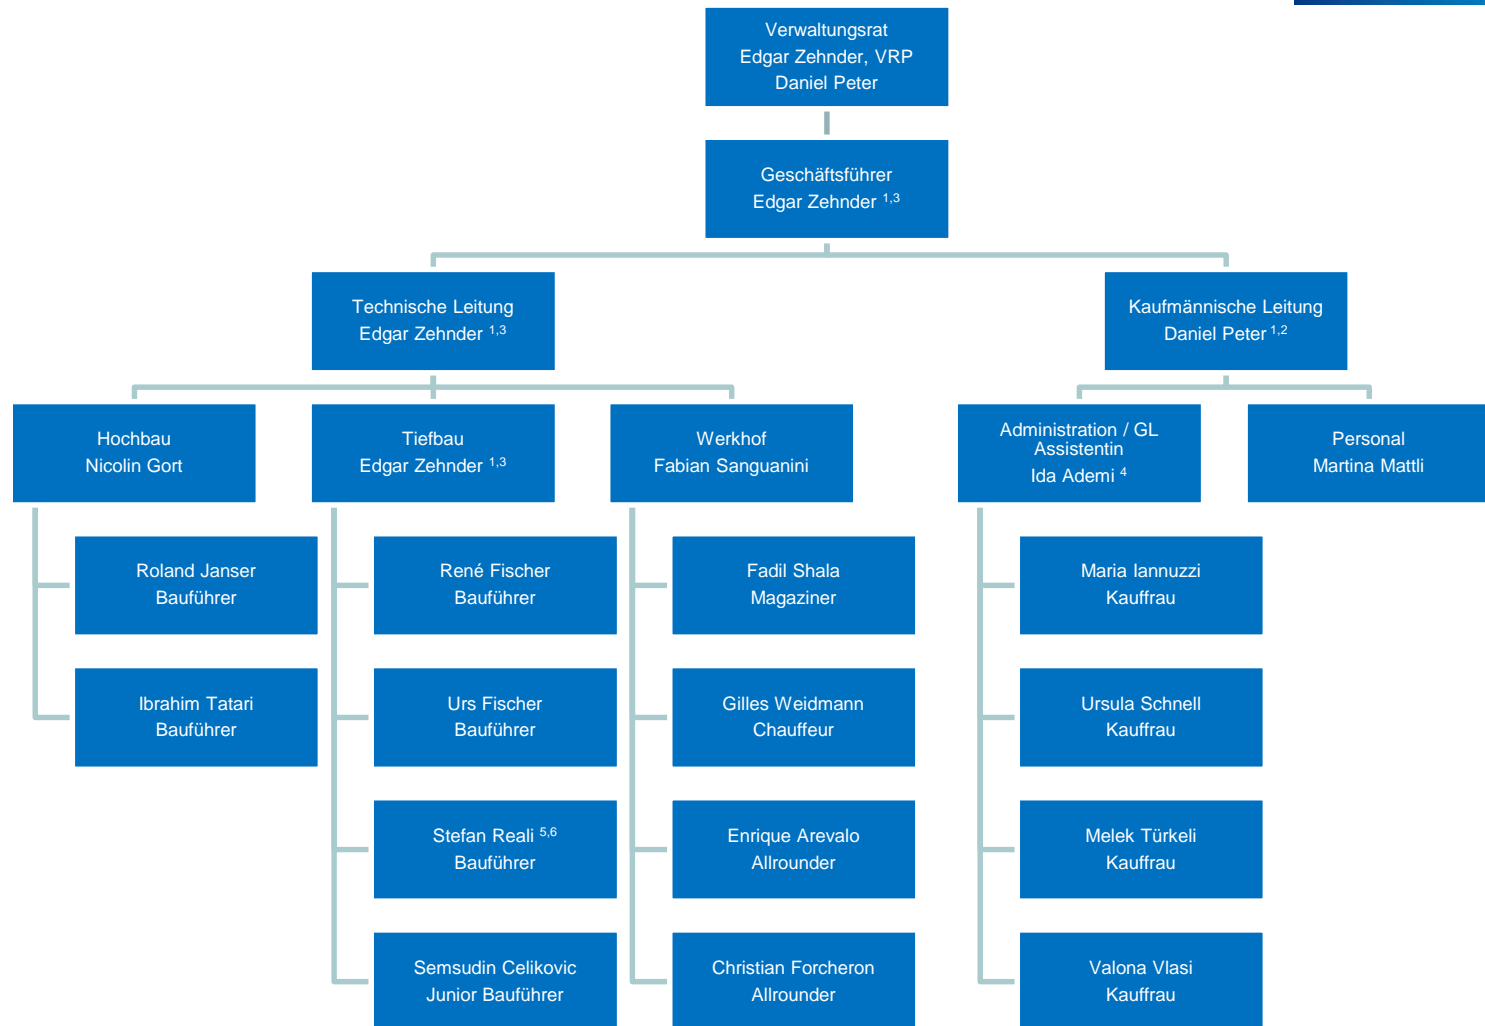 Verwaltungsrat
Edgar Zehnder, VRP
Daniel Peter
Geschäftsführer
Edgar Zehnder 1,3
Technische Leitung
Edgar Zehnder 1,3
Kaufmännische Leitung
Daniel Peter 1,2
Hochbau
Nicolin Gort
Tiefbau
Edgar Zehnder 1,3
Werkhof
Fabian Sanguanini
Administration / GL
Assistentin
Ida Ademi 4
Personal
Martina Mattli
Roland Janser
Bauführer
René Fischer
Bauführer
Fadil Shala
Magaziner
Maria Iannuzzi
Kauffrau
Ibrahim Tatari
Bauführer
Urs Fischer
Bauführer
Gilles Weidmann
Chauffeur
Ursula Schnell
Kauffrau
Stefan Reali 5,6
Bauführer
Enrique Arevalo
Allrounder
Melek Türkeli
Kauffrau
Semsudin Celikovic
Junior Bauführer
Christian Forcheron
Allrounder
Valona Vlasi
Kauffrau